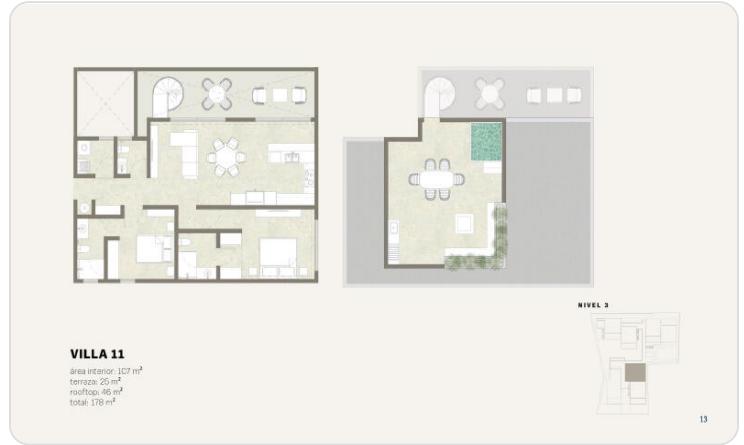 NIVEL 3
VILLA 11
área interior: 107 m²
terraza: 25 m²
rooftop: 46 m²
total: 178 m²
13